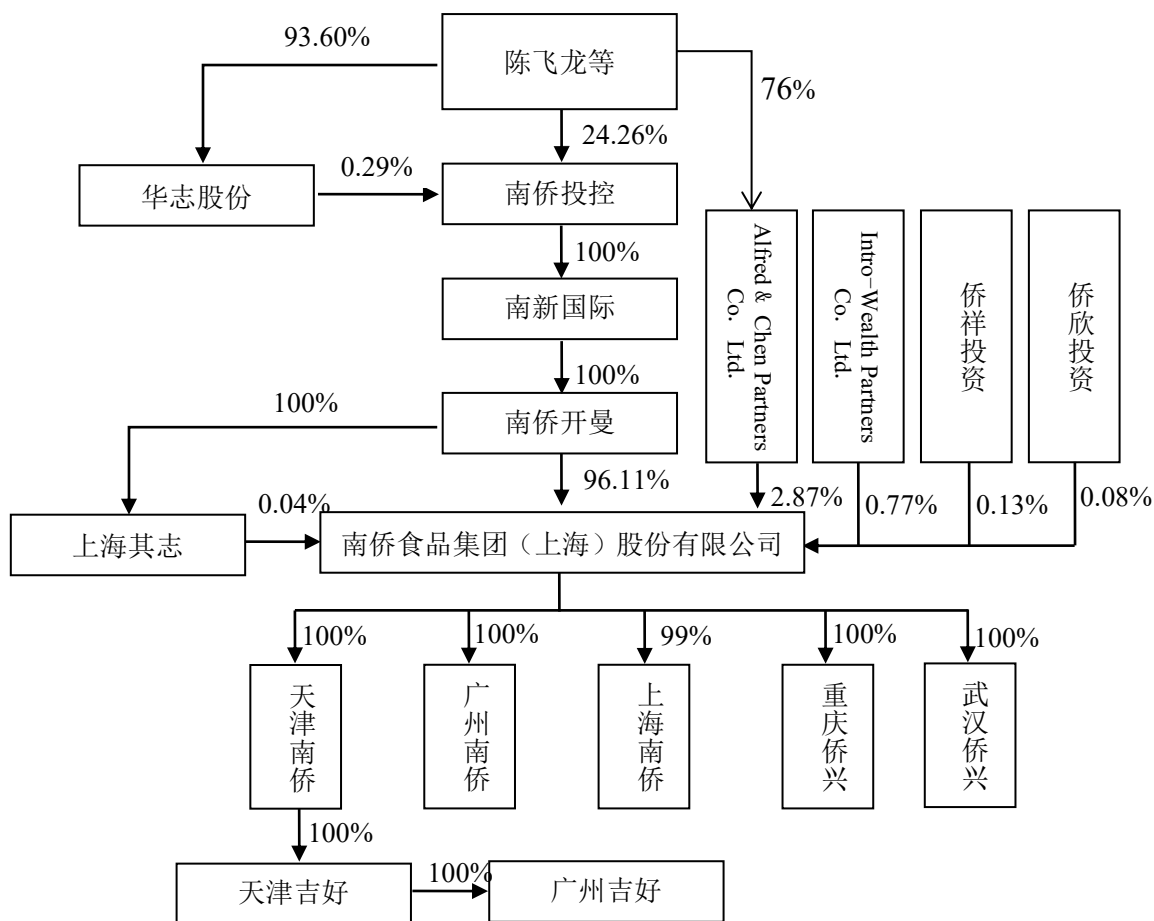 93.60%
陈飞龙等
76%
24.26%
华志股份
0.29%
南侨投控
100%
南新国际
Alfred & Chen Partners
Co. Ltd.
Intro-Wealth Partners
Co. Ltd.
侨祥投资
侨欣投资
100%
100%
南侨开曼
96.11%
2.87%
0.77%
0.13%
0.08%
上海其志
0.04%
南侨食品集团（上海）股份有限公司
100%
100%
99%
100%
100%
天津南侨
广州南侨
上海南侨
重庆侨兴
武汉侨兴
100%
天津吉好
100%
广州吉好